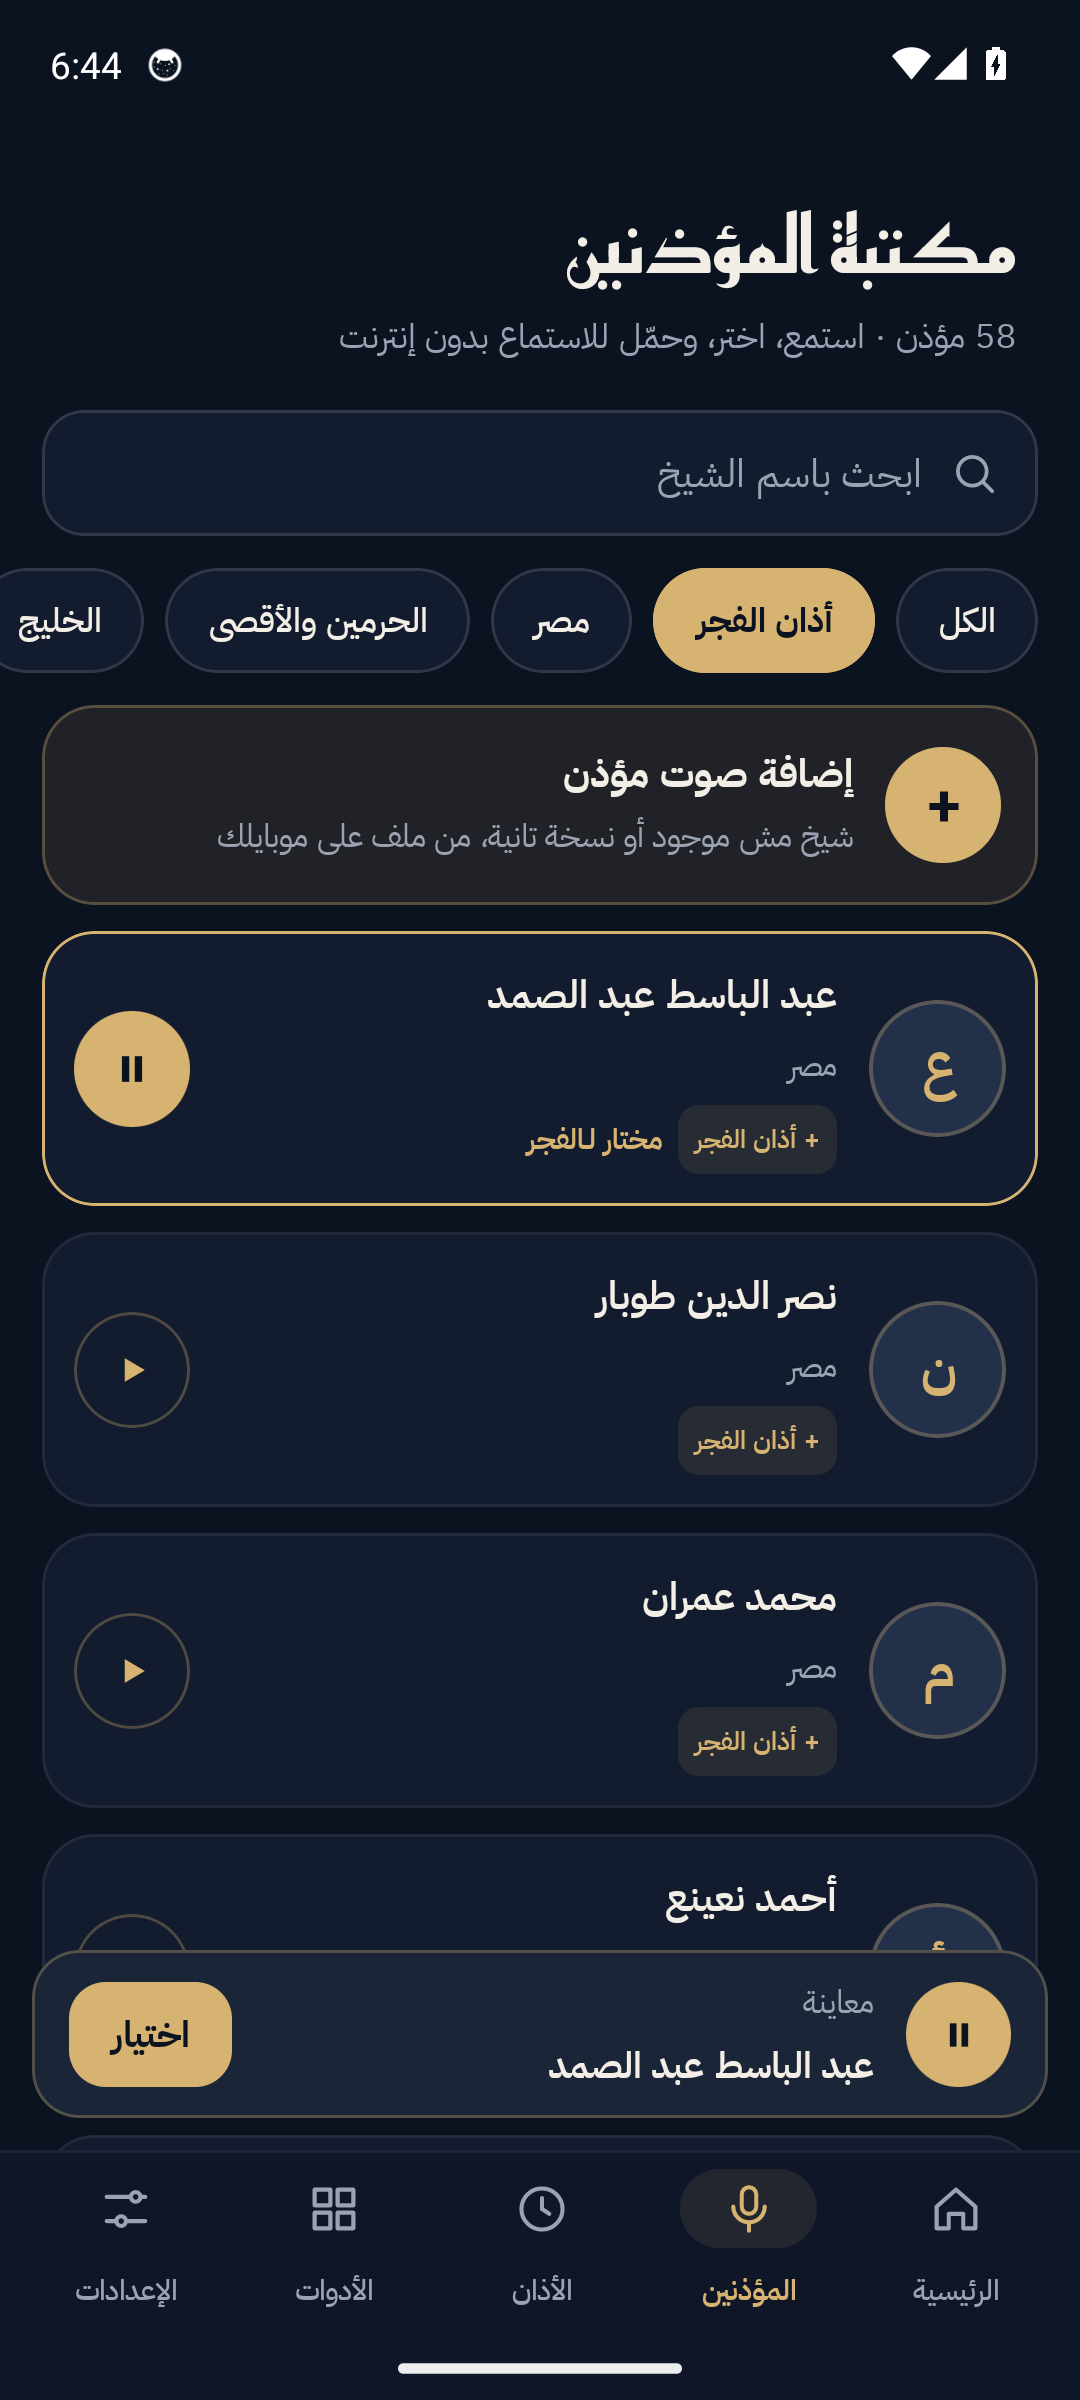 6:44
مكتبة المؤذنين
58 مؤذن · استمع، اختر، وحمّل للاستماع بدون إنترنت
ابحث باسم الشيخ
الكل
أذان الفجر
مصر
الحرمين والأقصى
الخليج
+
إضافة صوت مؤذن
شيخ مش موجود أو نسخة تانية، من ملف على موبايلك
ع
عبد الباسط عبد الصمد
مصر
+ أذان الفجر
مختار لـالفجر
ن
نصر الدين طوبار
مصر
+ أذان الفجر
م
محمد عمران
مصر
+ أذان الفجر
أحمد نعينع
معاينة
عبد الباسط عبد الصمد
اختيار
الرئيسية
المؤذنين
الأذان
الأدوات
الإعدادات